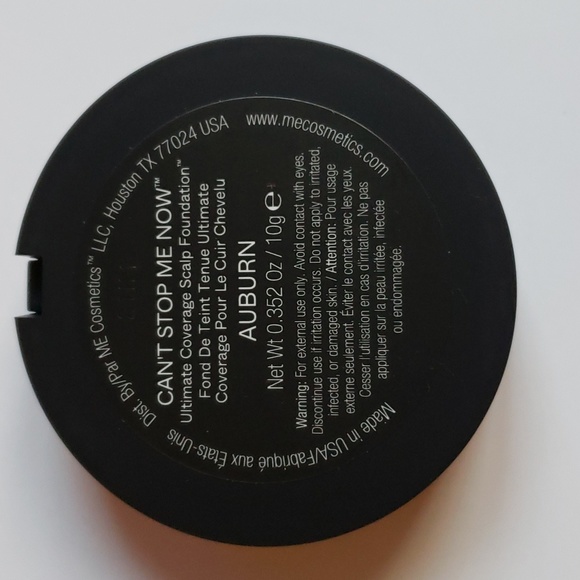 Dist. By/Par ME Cosmetics™ LLC, Houston TX 77024 USA www.mecosmetics.com
CAN'T STOP ME NOW™
Ultimate Coverage Scalp Foundation™
Fond De Teint Tenue Ultimate
Coverage Pour Le Cuir Chevelu
AUBURN
Net Wt 0.352 Oz / 10g ℮
Warning: For external use only. Avoid contact with eyes.
Discontinue use if irritation occurs. Do not apply to irritated,
infected, or damaged skin. / Attention: Pour usage
externe seulement. Éviter le contact avec les yeux.
Cesser l'utilisation en cas d'irritation. Ne pas
appliquer sur la peau irritée, infectée
ou endommagée.
Made in USA/Fabriqué aux États-Unis